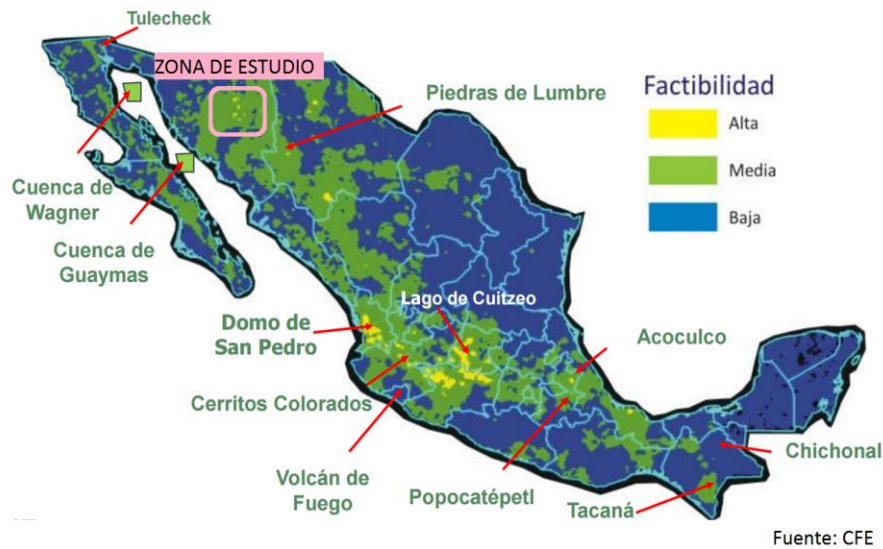 Tulecheck
ZONA DE ESTUDIO
Piedras de Lumbre
Factibilidad
Alta
Media
Baja
Cuenca de
Wagner
Cuenca de
Guaymas
Lago de Cuitzeo
Domo de
San Pedro
Acoculco
Cerritos Colorados
Chichonal
Volcán de
Fuego
Popocatépetl
Tacaná
Fuente: CFE